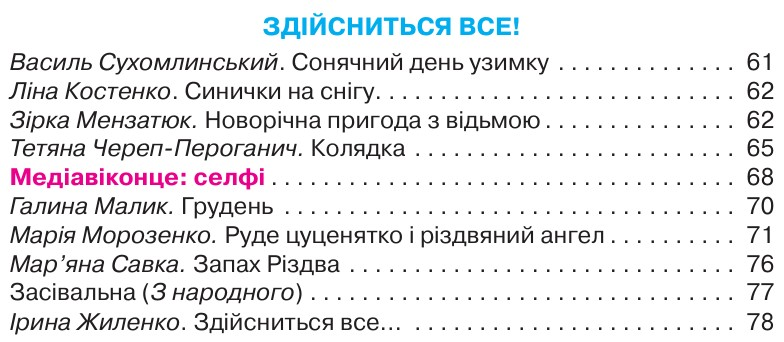 ЗДІЙСНИТЬСЯ ВСЕ!
Василь Сухомлинський. Сонячний день узимку . . . . . . . . . . . . . . 61
Ліна Костенко. Синички на снігу. . . . . . . . . . . . . . . . . . . . . . . . . . 62
Зірка Мензатюк. Новорічна пригода з відьмою . . . . . . . . . . . . . . . 62
Тетяна Череп-Пероганич. Колядка . . . . . . . . . . . . . . . . . . . . . . . 65
Медіавіконце: селфі . . . . . . . . . . . . . . . . . . . . . . . . . . . . . . . . . 68
Галина Малик. Грудень . . . . . . . . . . . . . . . . . . . . . . . . . . . . . . . . 70
Марія Морозенко. Руде цуценятко і різдвяний ангел . . . . . . . . . . 71
Мар’яна Савка. Запах Різдва . . . . . . . . . . . . . . . . . . . . . . . . . . . 76
Засівальна (З народного) . . . . . . . . . . . . . . . . . . . . . . . . . . . . . . 77
Ірина Жиленко. Здійсниться все... . . . . . . . . . . . . . . . . . . . . . . . 78